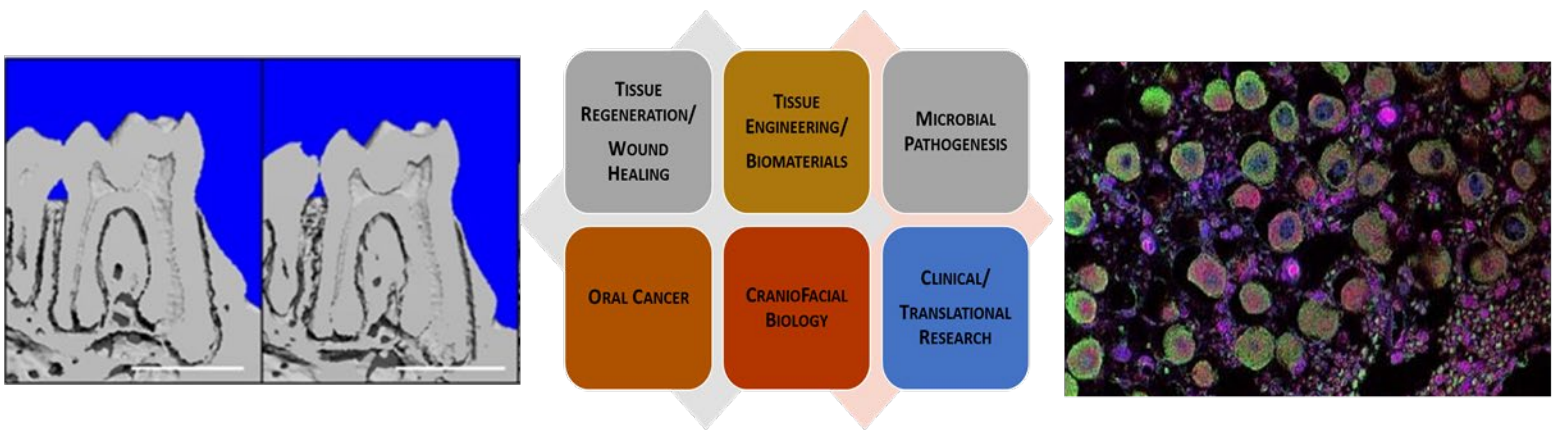 TISSUE
REGENERATION/
WOUND
HEALING
TISSUE
ENGINEERING/
BIOMATERIALS
MICROBIAL
PATHOGENESIS
ORAL CANCER
CRANIOFACIAL
BIOLOGY
CLINICAL/
TRANSLATIONAL
RESEARCH